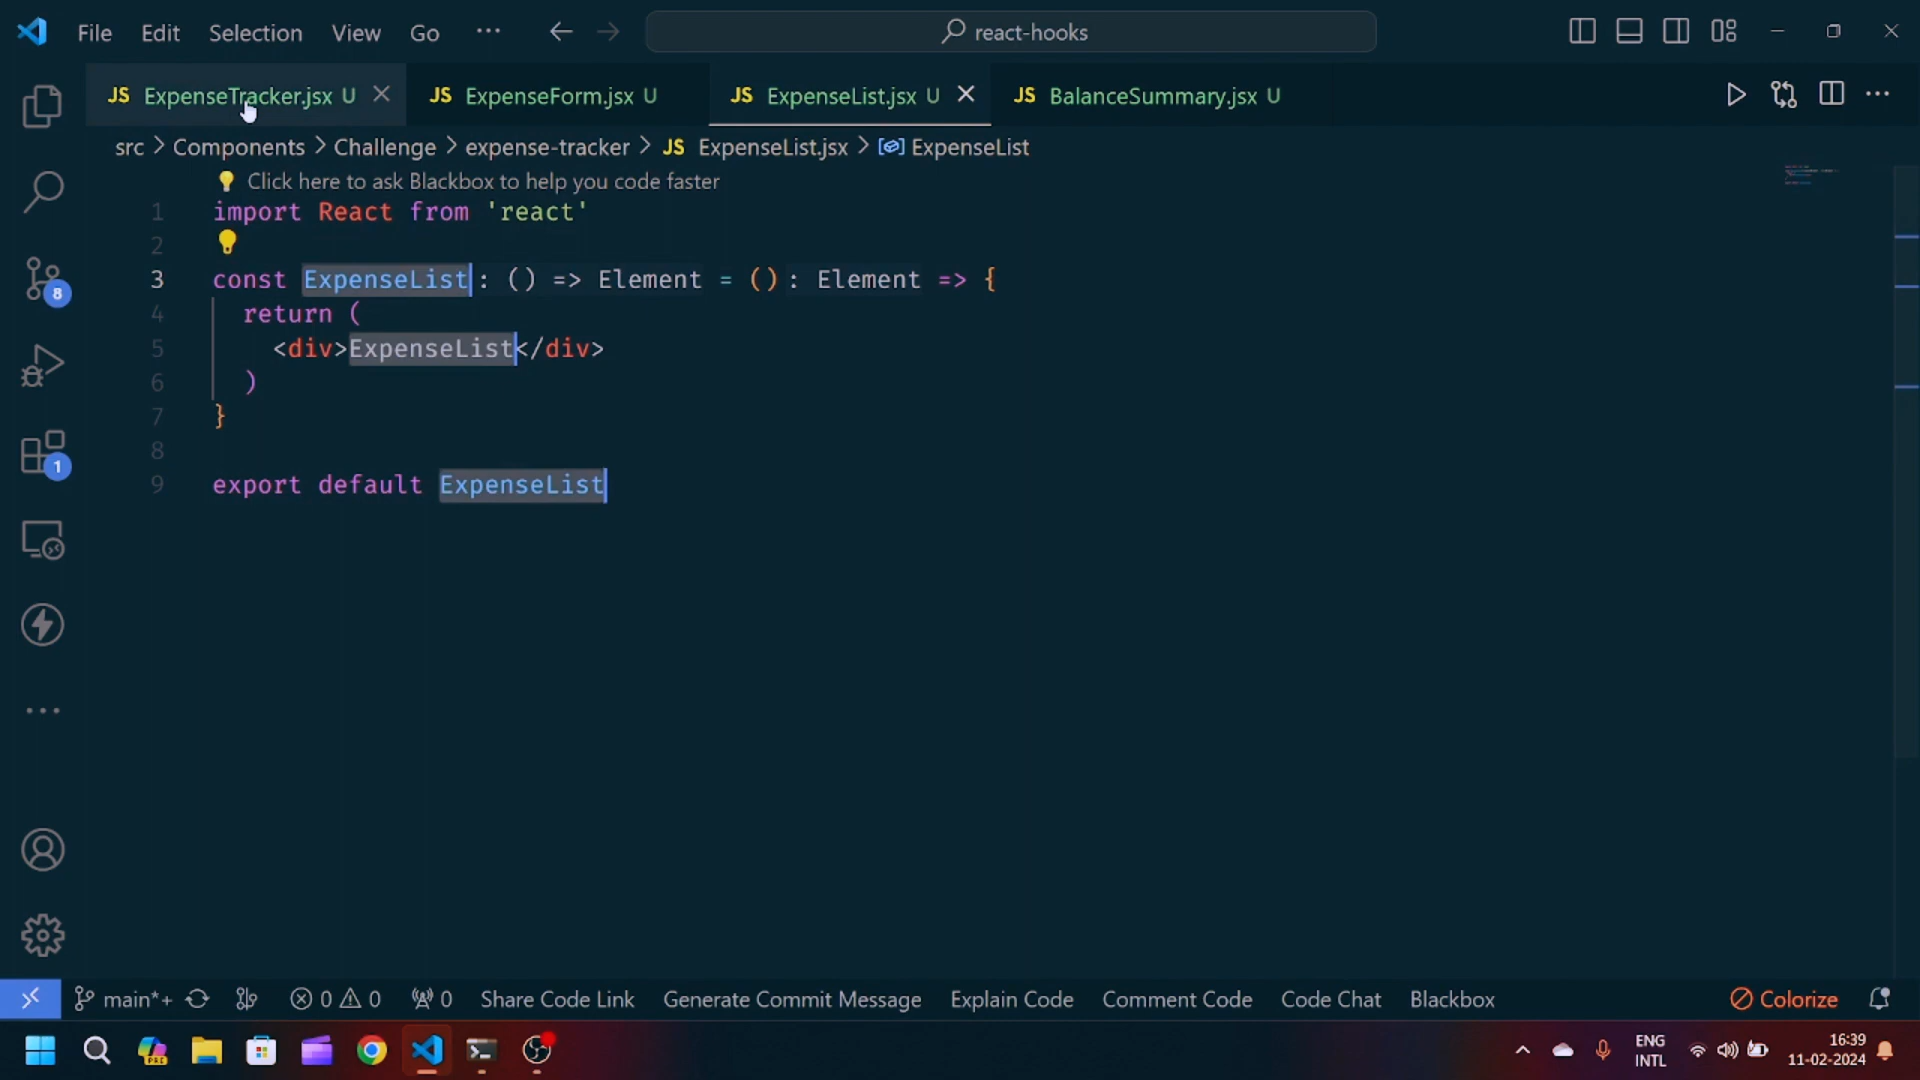 File Edit Selection View Go ··· react-hooks
JS ExpenseTracker.jsx U JS ExpenseForm.jsx U JS ExpenseList.jsx U JS BalanceSummary.jsx U
src > Components > Challenge > expense-tracker > JS ExpenseList.jsx > ExpenseList
Click here to ask Blackbox to help you code faster
1 import React from 'react'
2
3 const ExpenseList: () => Element = (): Element => {
4 return (
5 <div>ExpenseList</div>
6 )
7 }
8
9 export default ExpenseList
8
1
main*+ 0 0 0 Share Code Link Generate Commit Message Explain Code Comment Code Code Chat Blackbox Colorize
PRE
ENG
INTL
16:39
11-02-2024